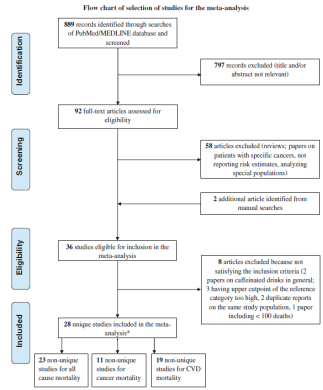 Flow chart of selection of studies for the meta-analysis
Identification
889 records identified through searches
of PubMed/MEDLINE database and
screened
797 records excluded (title and/or
abstract not relevant)
92 full-text articles assessed for
eligibility
Screening
58 articles excluded (reviews; papers on
patients with specific cancers, not
reporting risk estimates, analyzing
special populations)
2 additional article identified from
manual searches
Eligibility
36 studies eligible for inclusion in the
meta-analysis
8 articles excluded because not
satisfying the inclusion criteria (2
papers on caffeinated drinks in general;
3 having upper cutpoint of the reference
category too high, 2 duplicate reports
on the same study population, 1 paper
including < 100 deaths)
Included
28 unique studies included in the meta-
analysis*
23 non-unique
studies for all
cause mortality
11 non-unique
studies for
cancer mortality
19 non-unique
studies for CVD
mortality